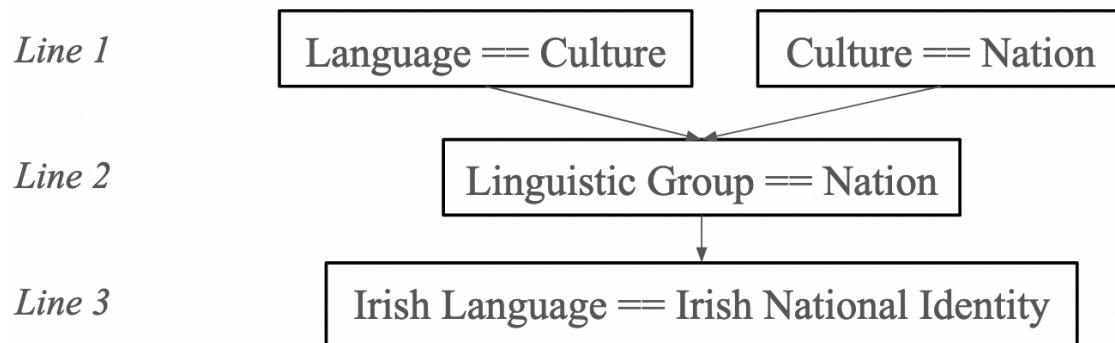 Line 1 Language == Culture Culture == Nation
Line 2 Linguistic Group == Nation
Line 3 Irish Language == Irish National Identity